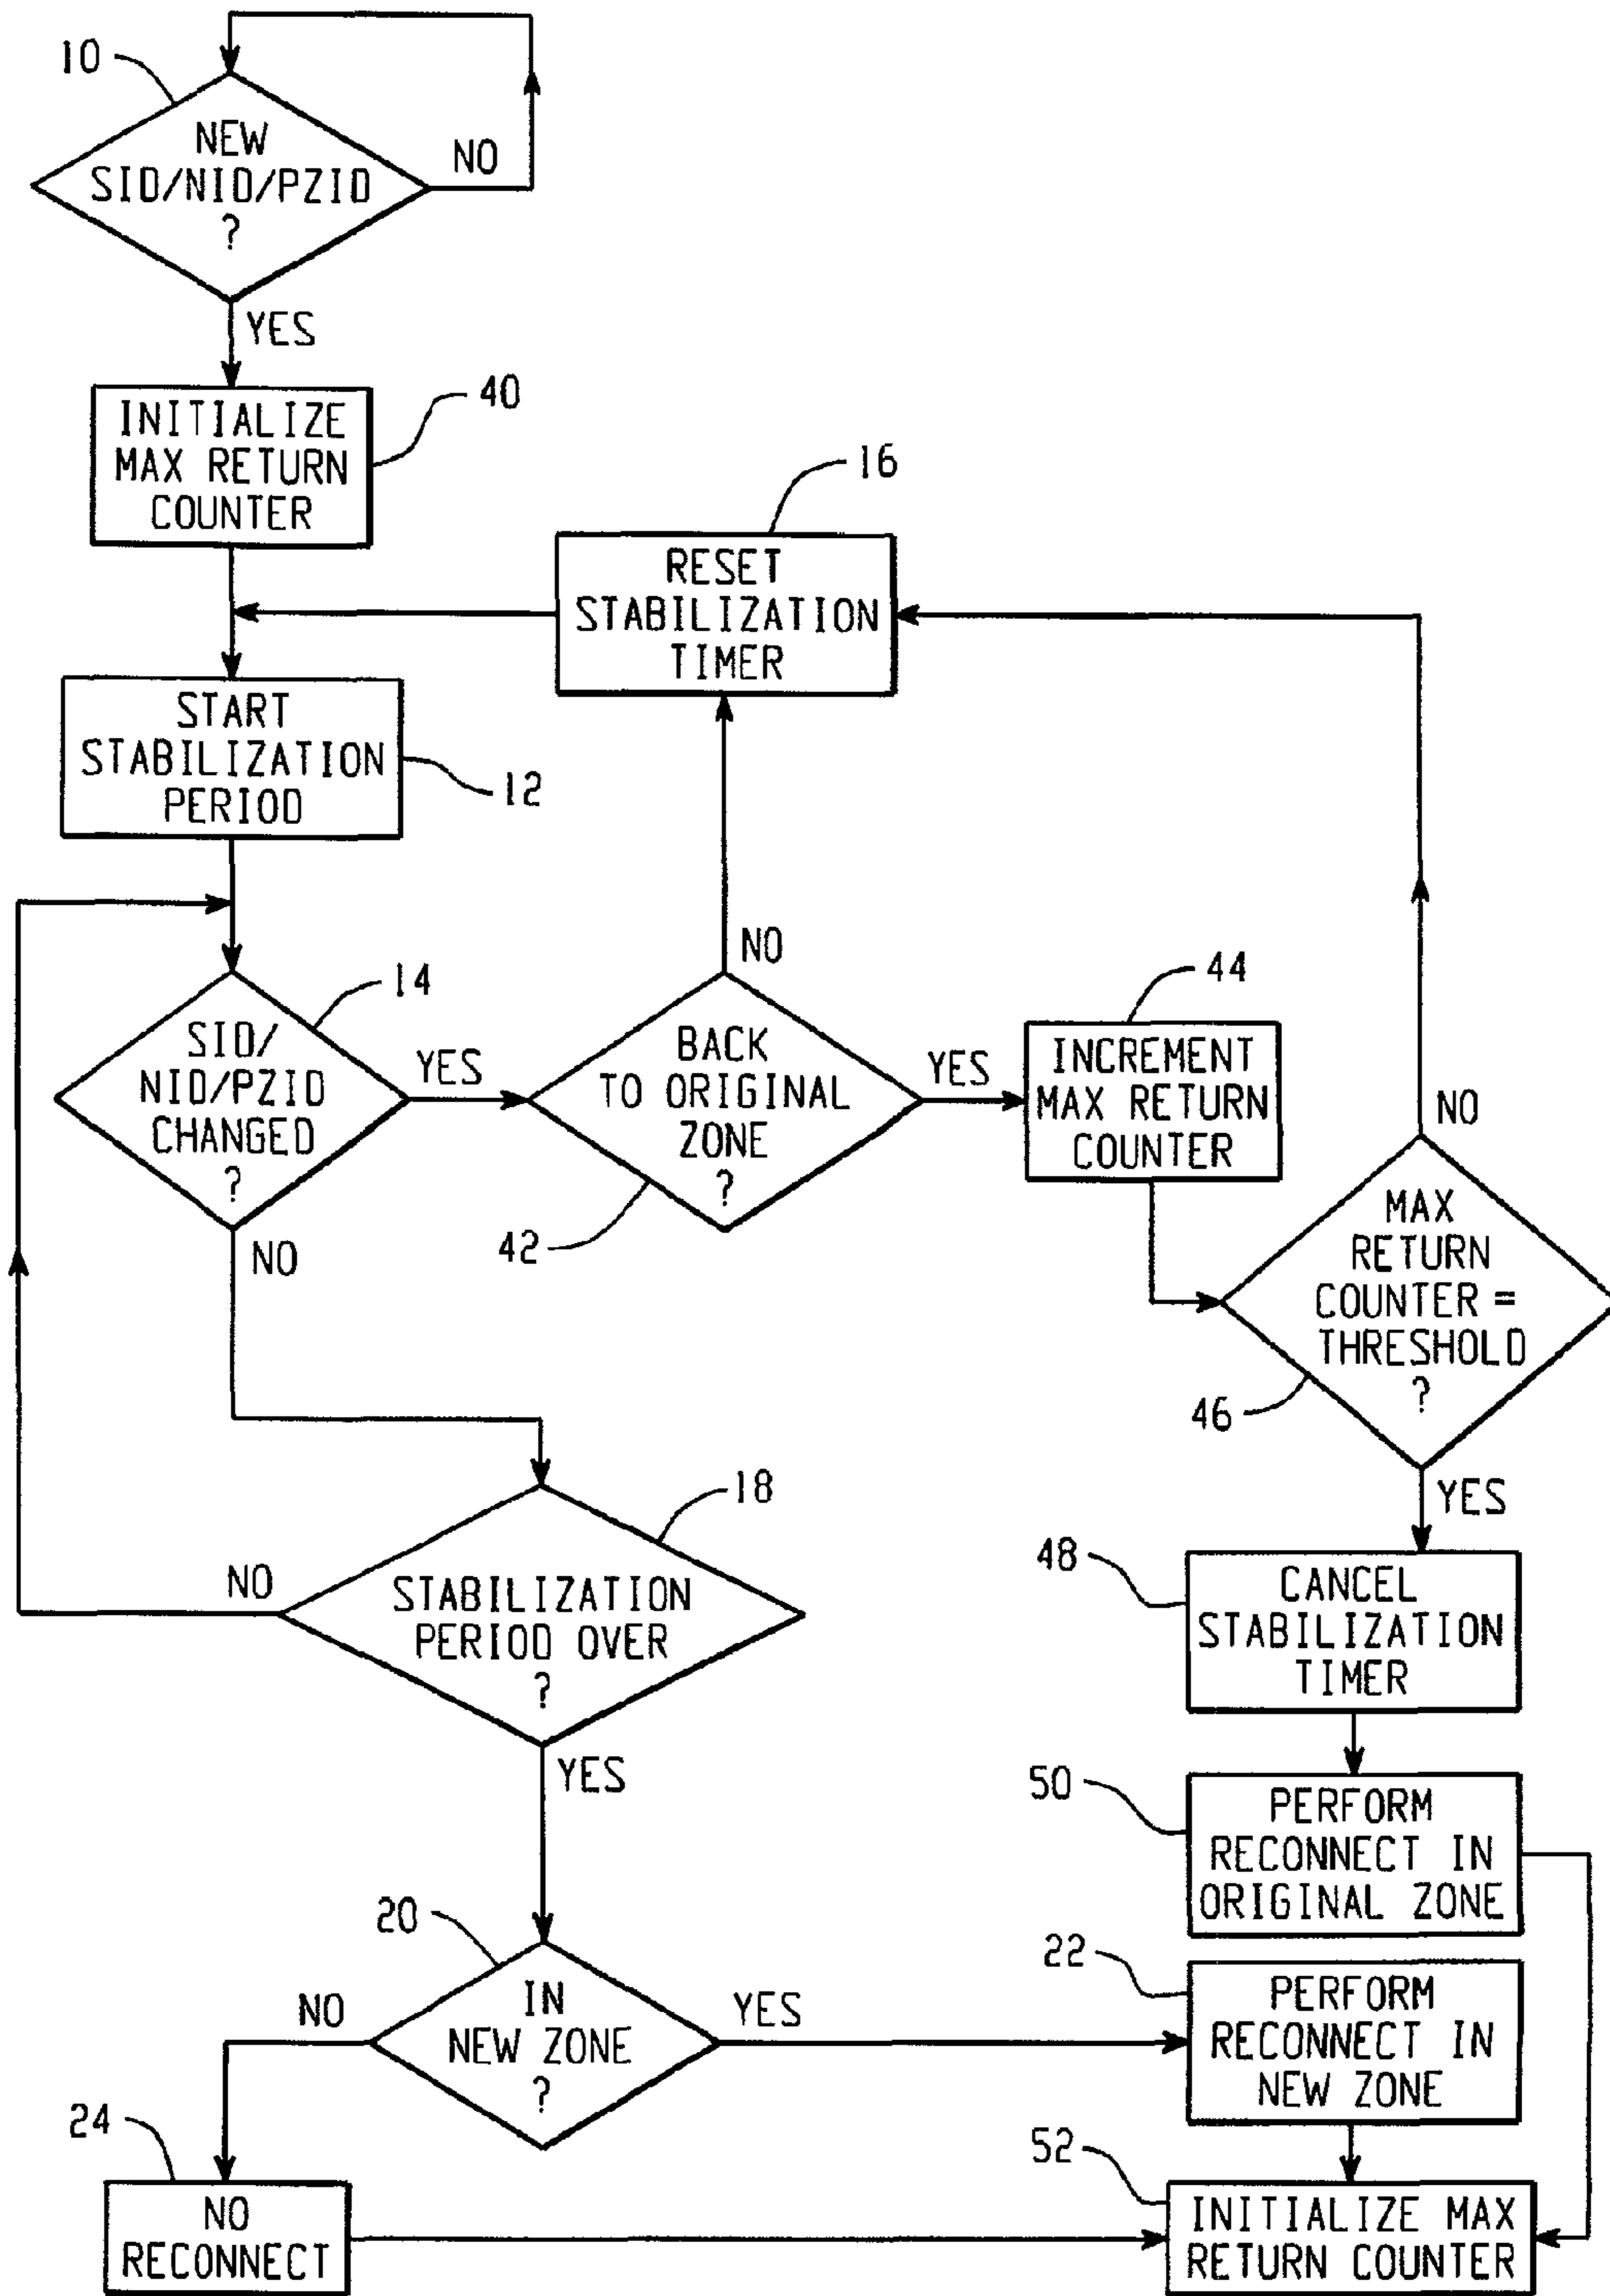 10
NEW
SID/NID/PZID
?
NO
YES
INITIALIZE
MAX RETURN
COUNTER
40
RESET
STABILIZATION
TIMER
16
START
STABILIZATION
PERIOD
12
SID/
NID/PZID
CHANGED
?
14
YES
NO
BACK
TO ORIGINAL
ZONE
?
42
NO
YES
INCREMENT
MAX RETURN
COUNTER
44
MAX
RETURN
COUNTER =
THRESHOLD
?
46
NO
YES
STABILIZATION
PERIOD OVER
?
18
NO
YES
CANCEL
STABILIZATION
TIMER
48
PERFORM
RECONNECT IN
ORIGINAL ZONE
50
IN
NEW ZONE
?
20
NO
YES
PERFORM
RECONNECT IN
NEW ZONE
22
NO
RECONNECT
24
INITIALIZE MAX
RETURN COUNTER
52